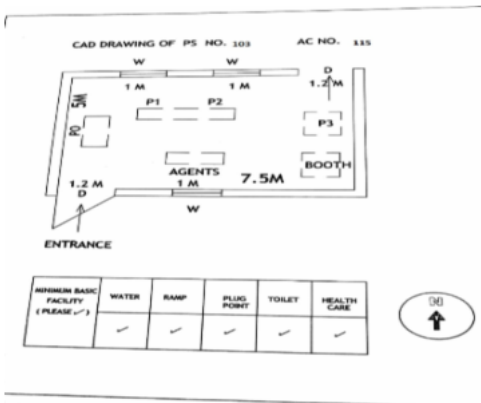 CAD DRAWING OF PS NO. 103 AC NO. 115
W W D
1 M 1 M 1.2 M
5M
P1 P2
P3
PO
AGENTS BOOTH
1.2 M 1 M 7.5M
D
W
ENTRANCE
MINIMUM BASIC FACILITY (PLEASE ✓) WATER RAMP PLUG POINT TOILET HEALTH CARE
✓ ✓ ✓ ✓ ✓
N